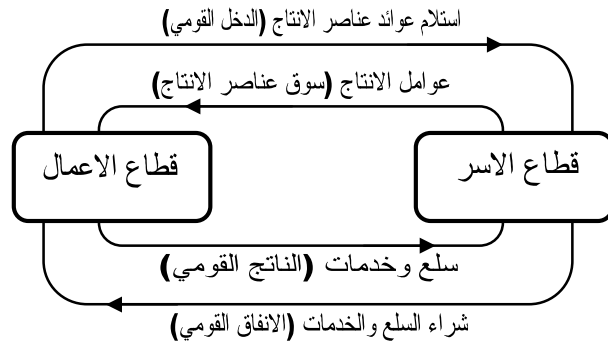 استلام عوائد عناصر الانتاج (الدخل القومي)
عوامل الانتاج (سوق عناصر الانتاج)
قطاع الاسر
قطاع الاعمال
سلع وخدمات (الناتج القومي)
شراء السلع والخدمات (الانفاق القومي)